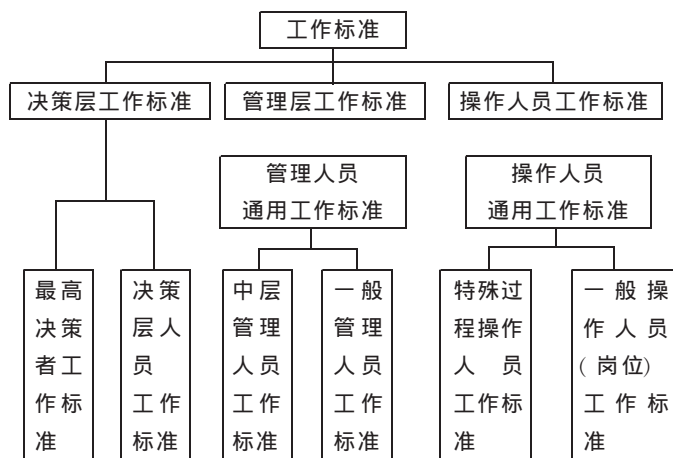 工作标准
决策层工作标准
管理层工作标准
操作人员工作标准
管理人员
通用工作标准
操作人员
通用工作标准
最高
决策
者工
作标
准
决策
层人
员
工作
标准
中层
管理
人员
工作
标准
一般
管理
人员
工作
标准
特殊过
程操作
人员
工作标
准
一般操
作人员
(岗位)
工作标
准